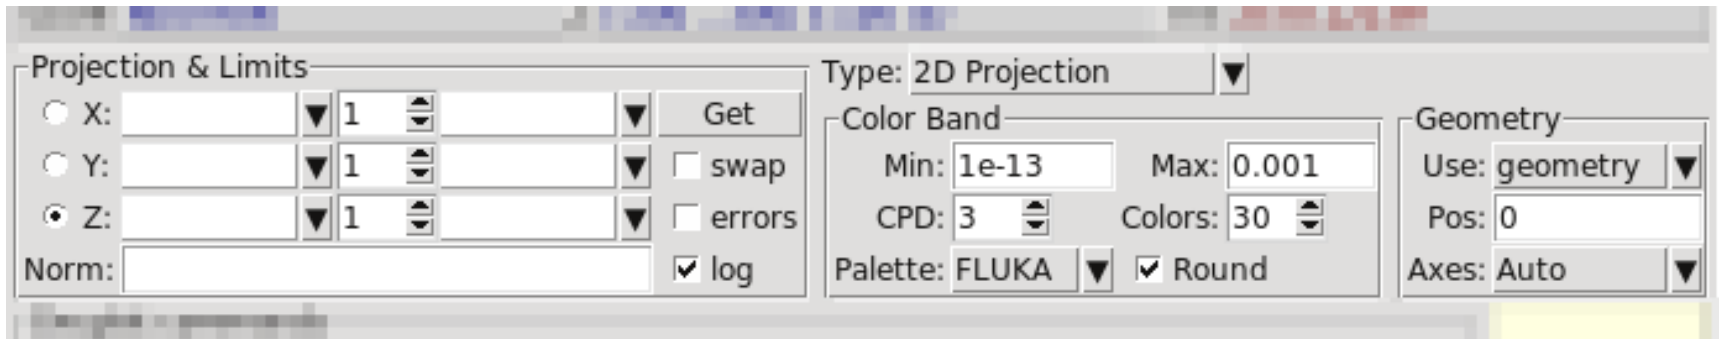 Projection & Limits
X: 1 Get
Y: 1 swap
Z: 1 errors
Norm: log
Type: 2D Projection
Color Band
Min: 1e-13 Max: 0.001
CPD: 3 Colors: 30
Palette: FLUKA Round
Geometry
Use: geometry
Pos: 0
Axes: Auto